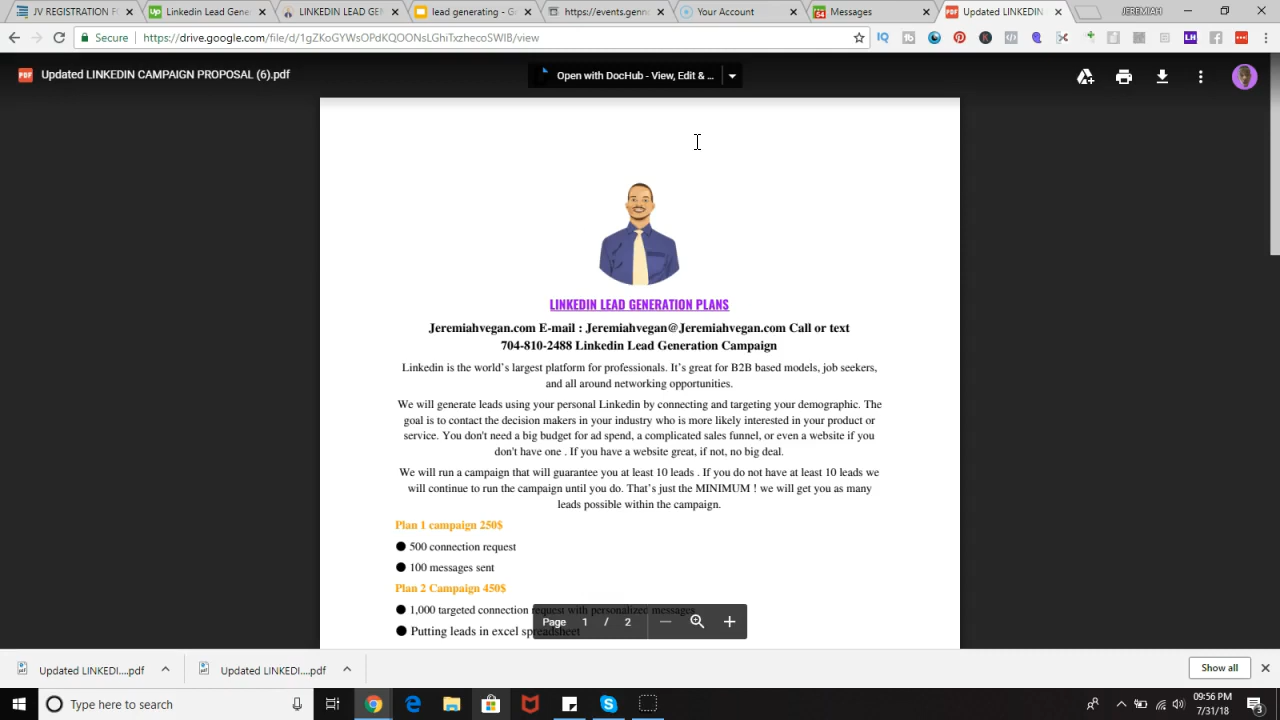 JV REGISTRATION F
Linkedin Lead Gene
LINKEDIN LEAD GE
lead generating - G
https://events.genn
Your Account
54
Messages
Updated LINKEDIN
JEREMIAH
Secure https://drive.google.com/file/d/1gZKoGYWsOPdKQOONsLGhiTxzhecoSWIB/view
PDF Updated LINKEDIN CAMPAIGN PROPOSAL (6).pdf
Open with DocHub - View, Edit & ...
LINKEDIN LEAD GENERATION PLANS
Jeremiahvegan.com E-mail : Jeremiahvegan@Jeremiahvegan.com Call or text
704-810-2488 Linkedin Lead Generation Campaign
Linkedin is the world's largest platform for professionals. It's great for B2B based models, job seekers,
and all around networking opportunities.
We will generate leads using your personal Linkedin by connecting and targeting your demographic. The
goal is to contact the decision makers in your industry who is more likely interested in your product or
service. You don't need a big budget for ad spend, a complicated sales funnel, or even a website if you
don't have one . If you have a website great, if not, no big deal.
We will run a campaign that will guarantee you at least 10 leads . If you do not have at least 10 leads we
will continue to run the campaign until you do. That's just the MINIMUM ! we will get you as many
leads possible within the campaign.
Plan 1 campaign 250$
● 500 connection request
● 100 messages sent
Plan 2 Campaign 450$
● 1,000 targeted connection request with personalized messages
● Putting leads in excel spreadsheet
Page 1 / 2
Updated LINKEDI....pdf
Updated LINKEDI....pdf
Show all
Type here to search
09:56 PM
7/31/18
3